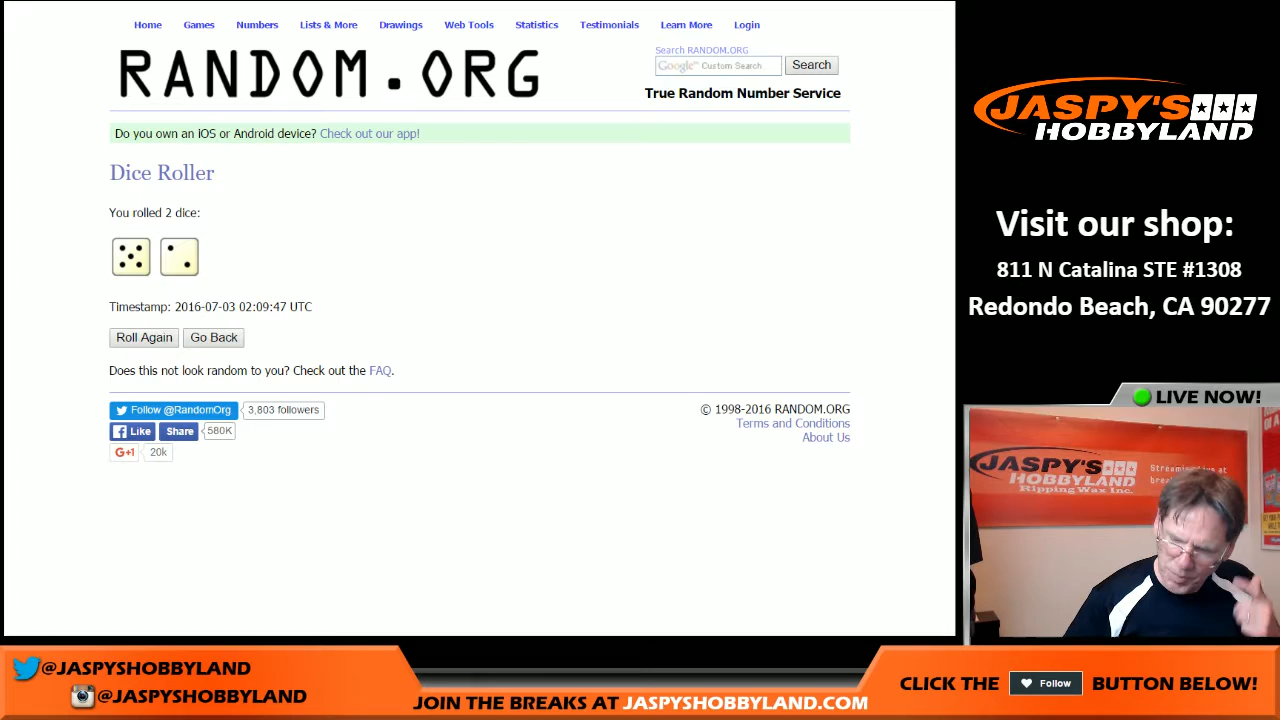 Home Games Numbers Lists & More Drawings Web Tools Statistics Testimonials Learn More Login
RANDOM.ORG
Search RANDOM.ORG
Google™ Custom Search Search
True Random Number Service
Do you own an iOS or Android device? Check out our app!
Dice Roller
You rolled 2 dice:
Timestamp: 2016-07-03 02:09:47 UTC
Roll Again Go Back
Does this not look random to you? Check out the FAQ.
Follow @RandomOrg 3,803 followers
Like Share 580K
G+1 20k
© 1998-2016 RANDOM.ORG
Terms and Conditions
About Us
JASPY'S
HOBBYLAND
Visit our shop:
811 N Catalina STE #1308
Redondo Beach, CA 90277
LIVE NOW!
JASPY'S
HOBBYLAND
Ripping Wax Inc.
Streaming live at
@JASPYSHOBBYLAND
@JASPYSHOBBYLAND
JOIN THE BREAKS AT JASPYSHOBBYLAND.COM
CLICK THE Follow BUTTON BELOW!